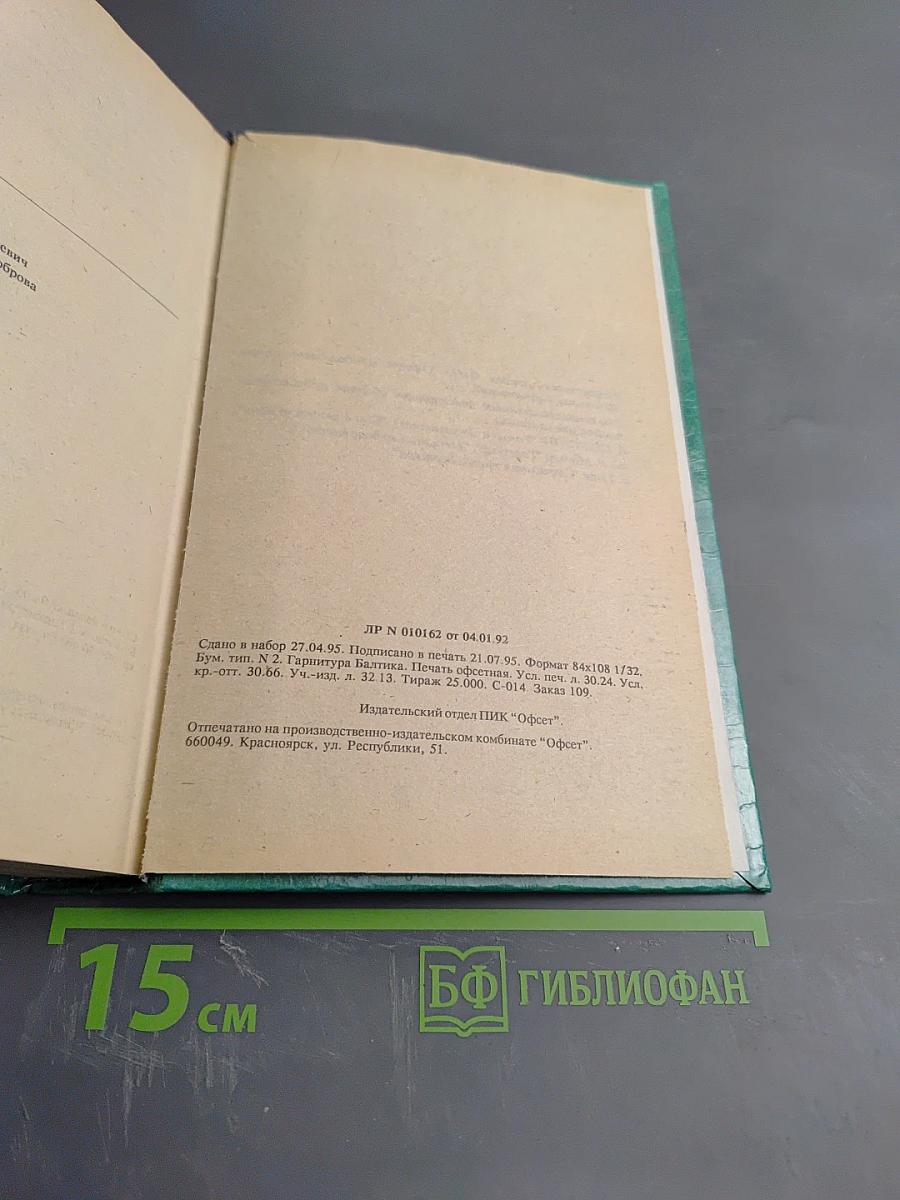 евич
оброва
ЛР N 010162 от 04.01.92
Сдано в набор 27.04.95. Подписано в печать 21.07.95. Формат 84x108 1/32.
Бум. тип. N 2. Гарнитура Балтика. Печать офсетная. Усл. печ. л. 30.24. Усл.
кр.-отт. 30.66. Уч.-изд. л. 32.13. Тираж 25.000. С-014. Заказ 109.
Издательский отдел ПИК "Офсет".
Отпечатано на производственно-издательском комбинате "Офсет".
660049. Красноярск, ул. Республики, 51.
15 см
БФ ГИБЛИОФАН